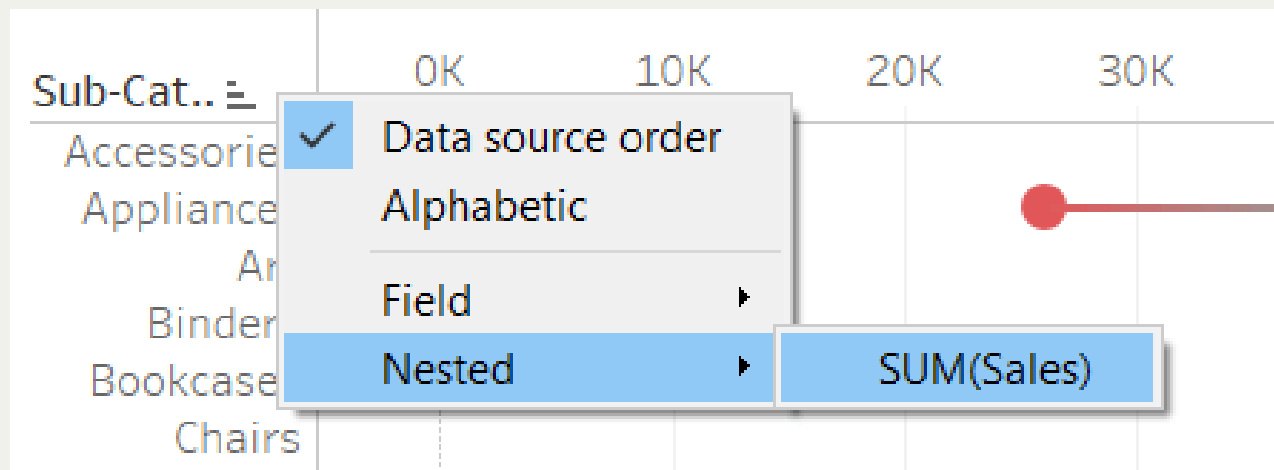 0K 10K 20K 30K
Sub-Cat..
Data source order
Accessorie
Alphabetic
Appliance
Ar
Field
Binder
Nested SUM(Sales)
Bookcase
Chairs